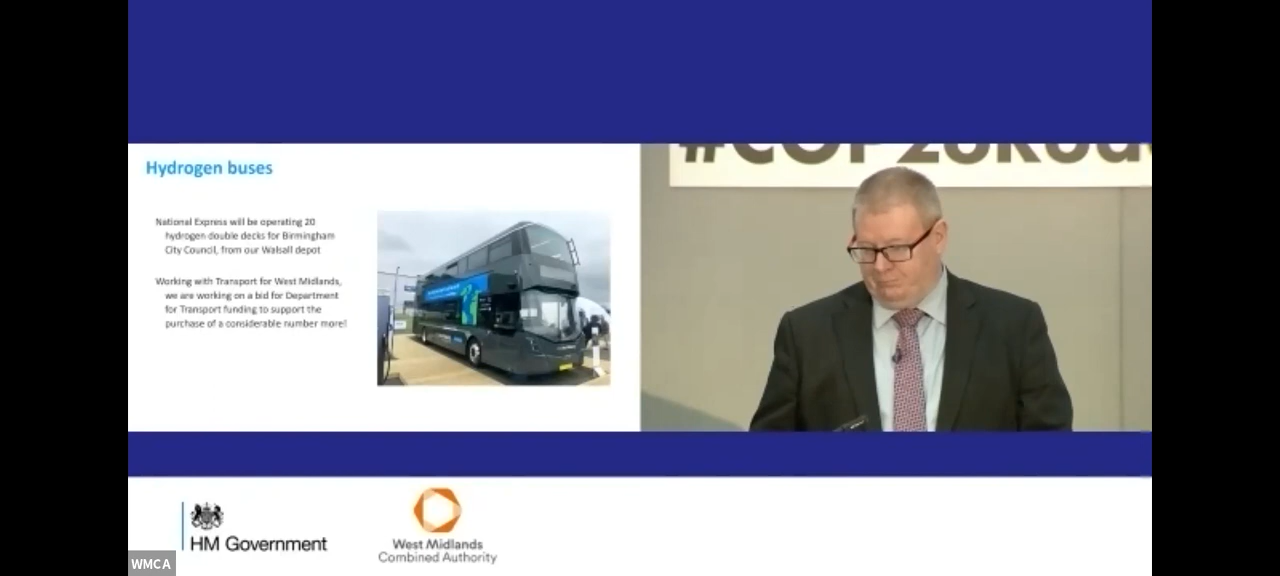 #COP26Road
Hydrogen buses
National Express will be operating 20
hydrogen double decks for Birmingham
City Council, from our Walsall depot
Working with Transport for West Midlands,
we are working on a bid for Department
for Transport funding to support the
purchase of a considerable number more!
HM Government
West Midlands
Combined Authority
WMCA